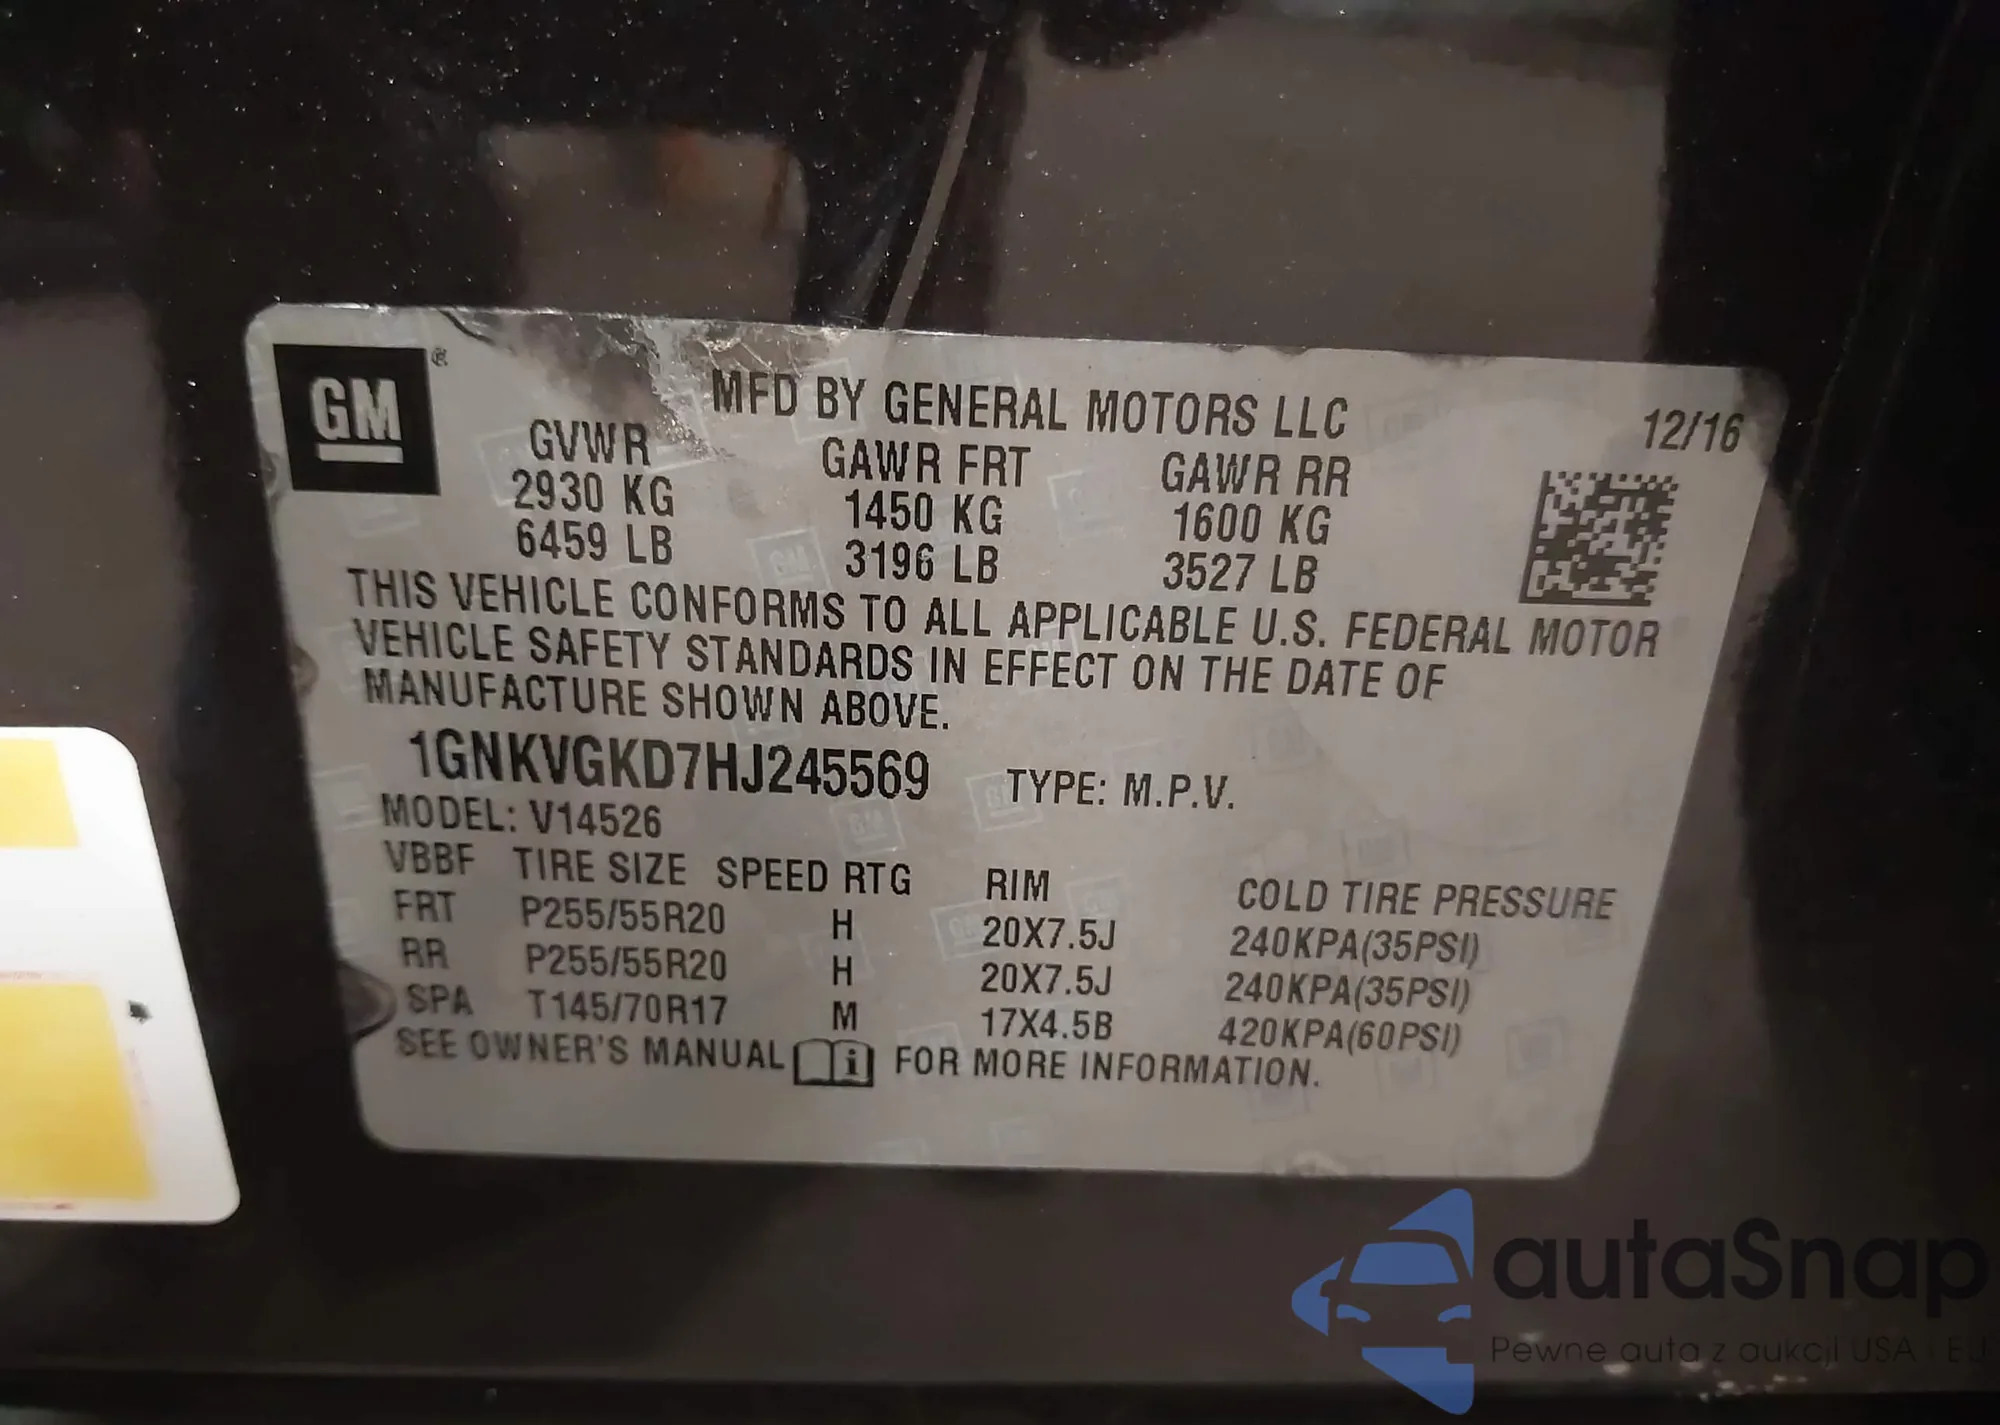 GM
MFD BY GENERAL MOTORS LLC 12/16
GVWR GAWR FRT GAWR RR
2930 KG 1450 KG 1600 KG
6459 LB 3196 LB 3527 LB
THIS VEHICLE CONFORMS TO ALL APPLICABLE U.S. FEDERAL MOTOR
VEHICLE SAFETY STANDARDS IN EFFECT ON THE DATE OF
MANUFACTURE SHOWN ABOVE.
1GNKVGKD7HJ245569 TYPE: M.P.V.
MODEL: V14526
VBBF TIRE SIZE SPEED RTG RIM COLD TIRE PRESSURE
FRT P255/55R20 H 20X7.5J 240KPA(35PSI)
RR P255/55R20 H 20X7.5J 240KPA(35PSI)
SPA T145/70R17 M 17X4.5B 420KPA(60PSI)
SEE OWNER'S MANUAL FOR MORE INFORMATION.
autaSnap
Pewne auta z aukcji USA